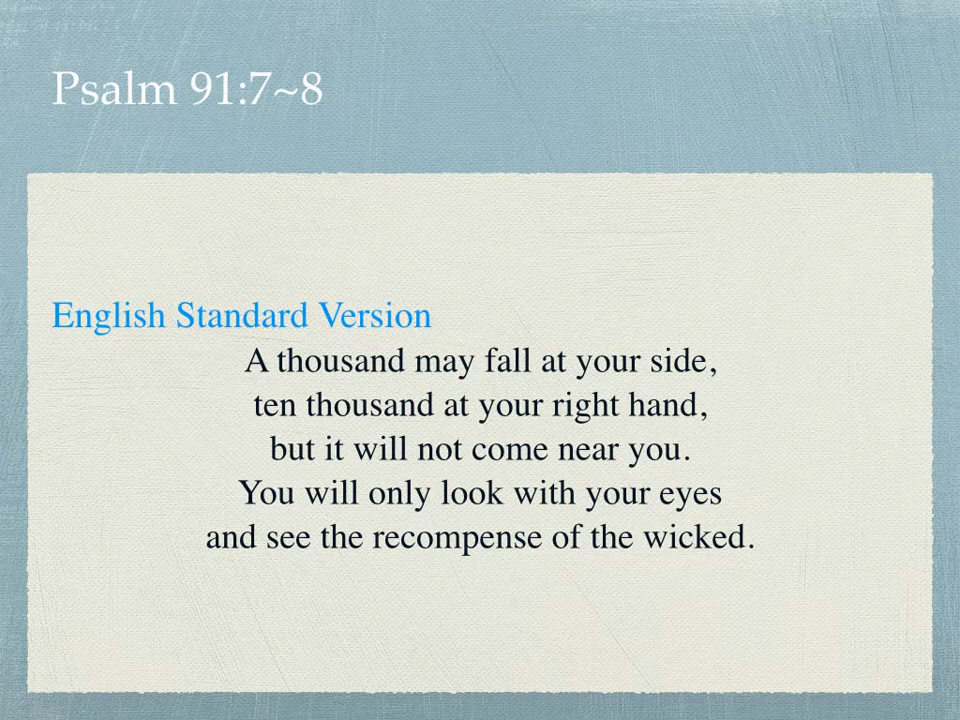 Psalm 91:7~8
English Standard Version
A thousand may fall at your side,
ten thousand at your right hand,
but it will not come near you.
You will only look with your eyes
and see the recompense of the wicked.